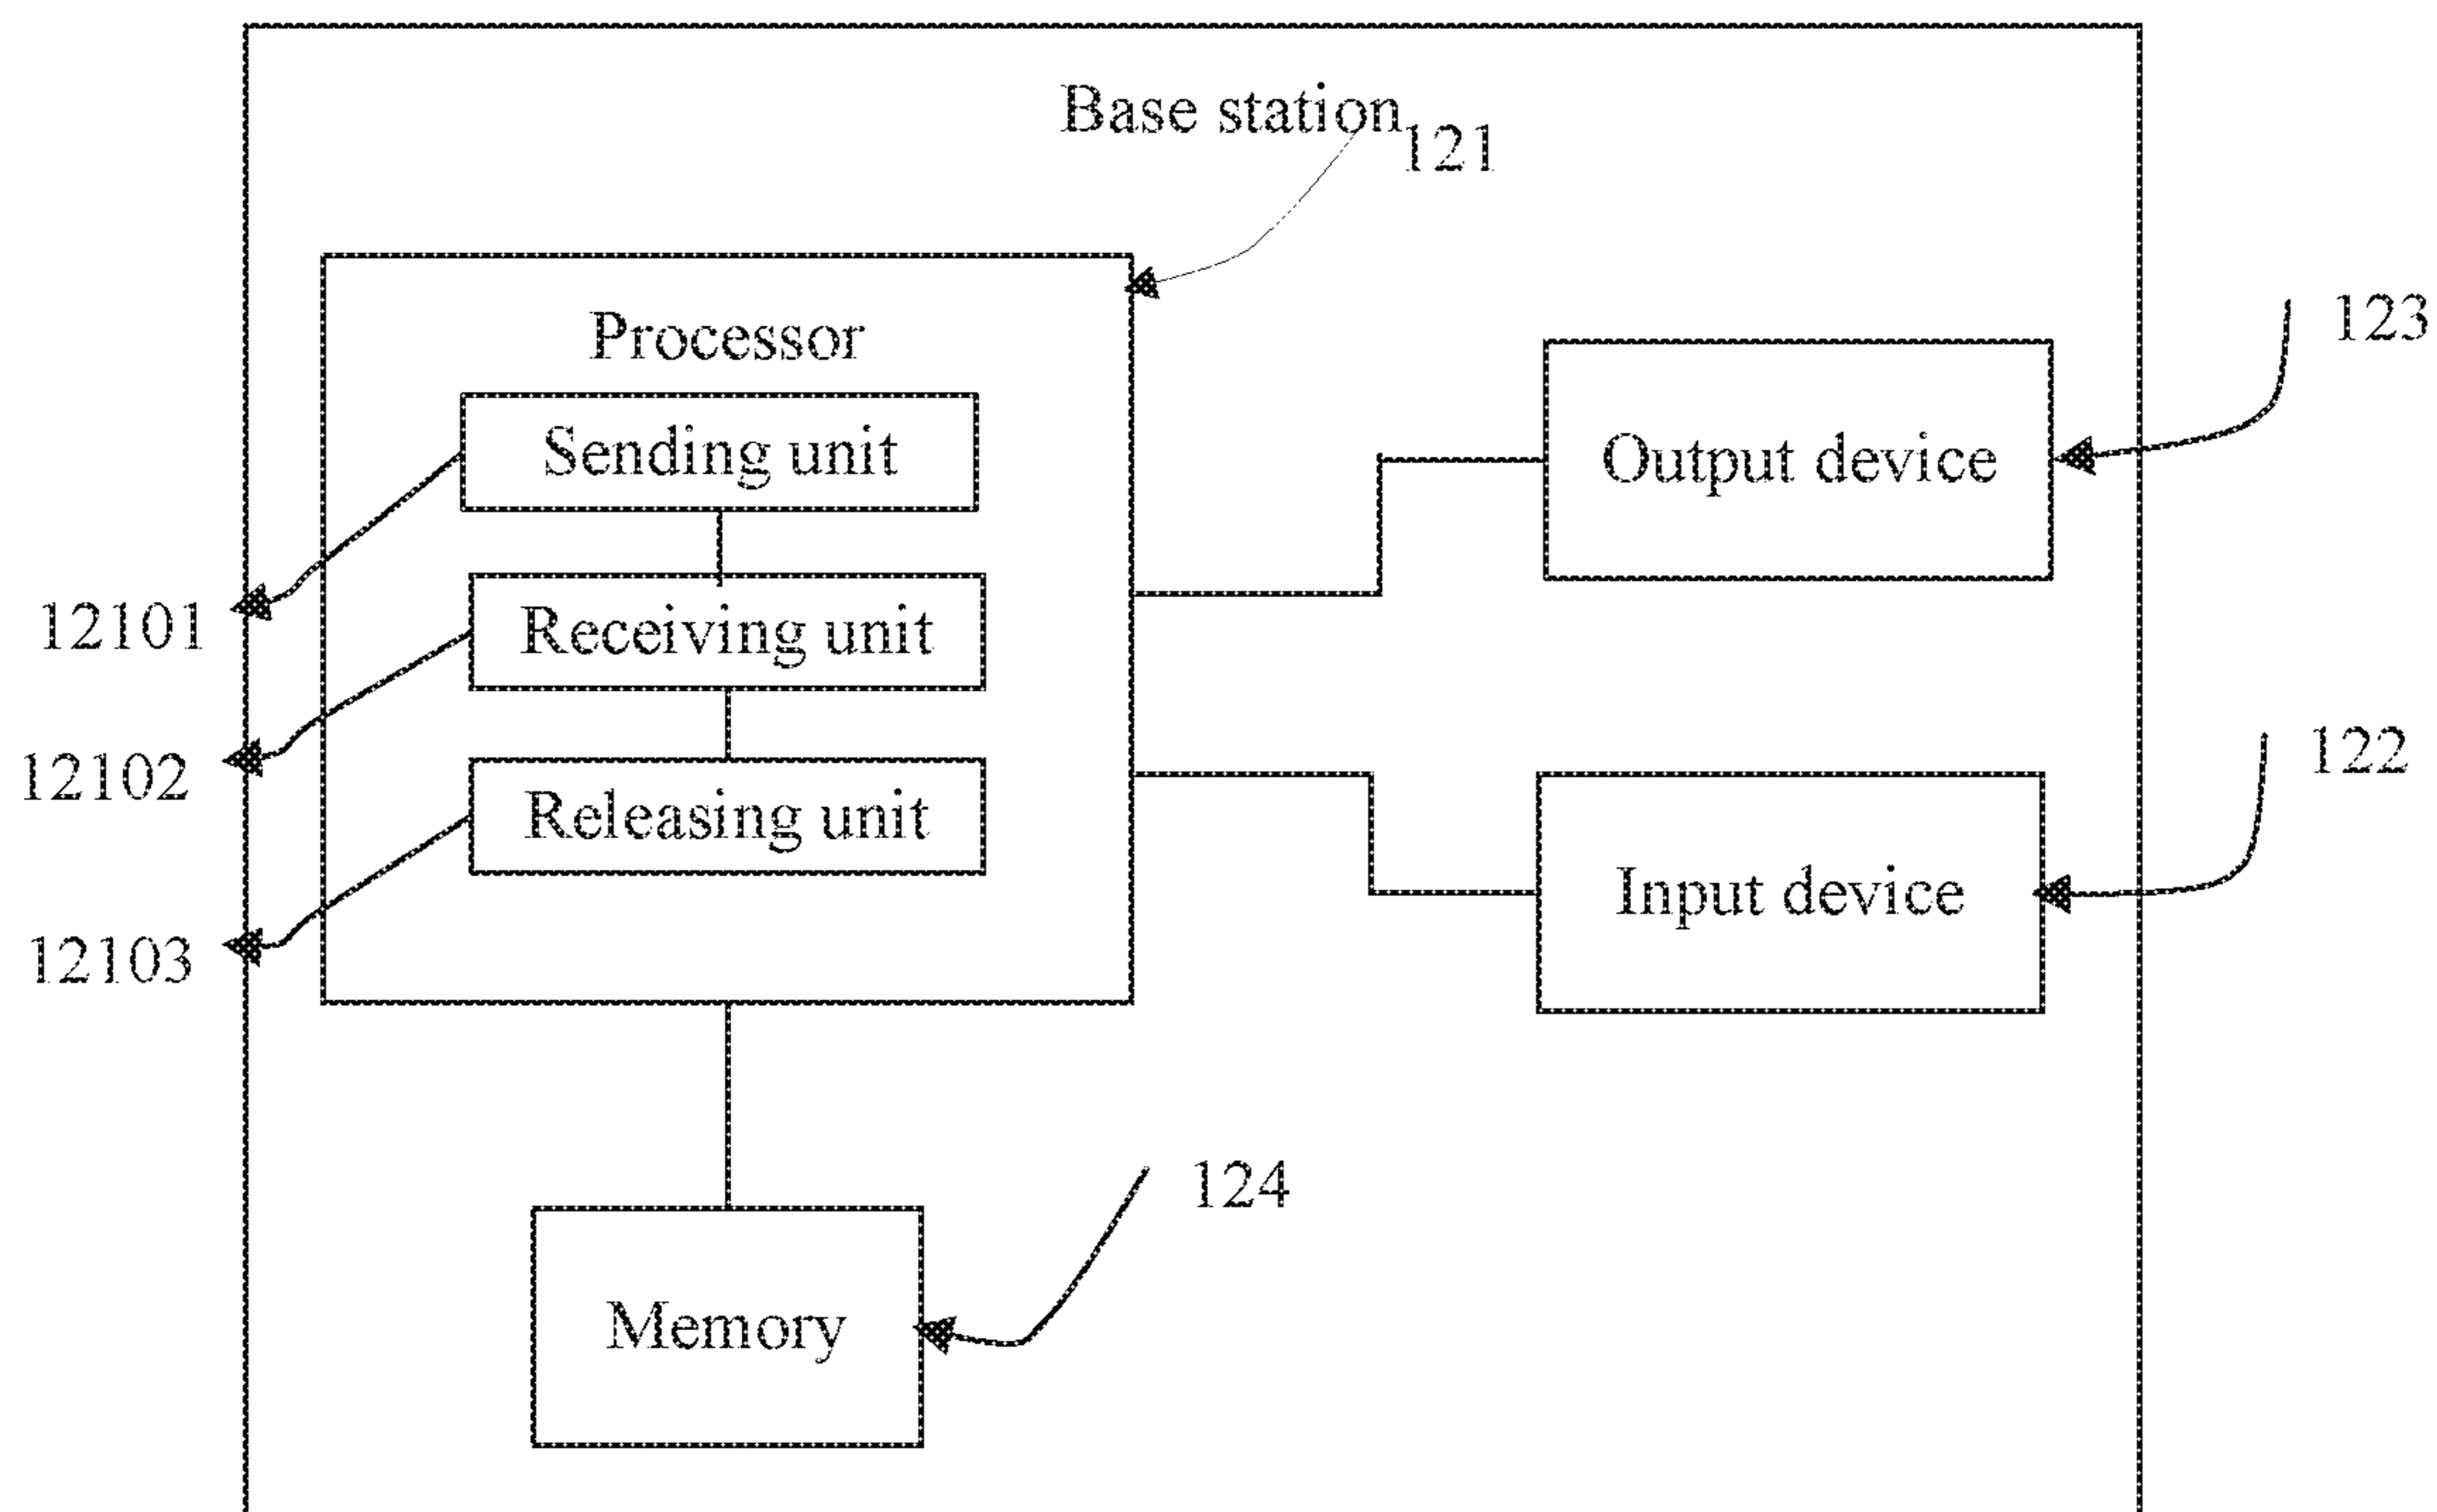 Base station
121
Processor
123
Sending unit
Output device
12101
Receiving unit
122
12102
Releasing unit
Input device
12103
124
Memory